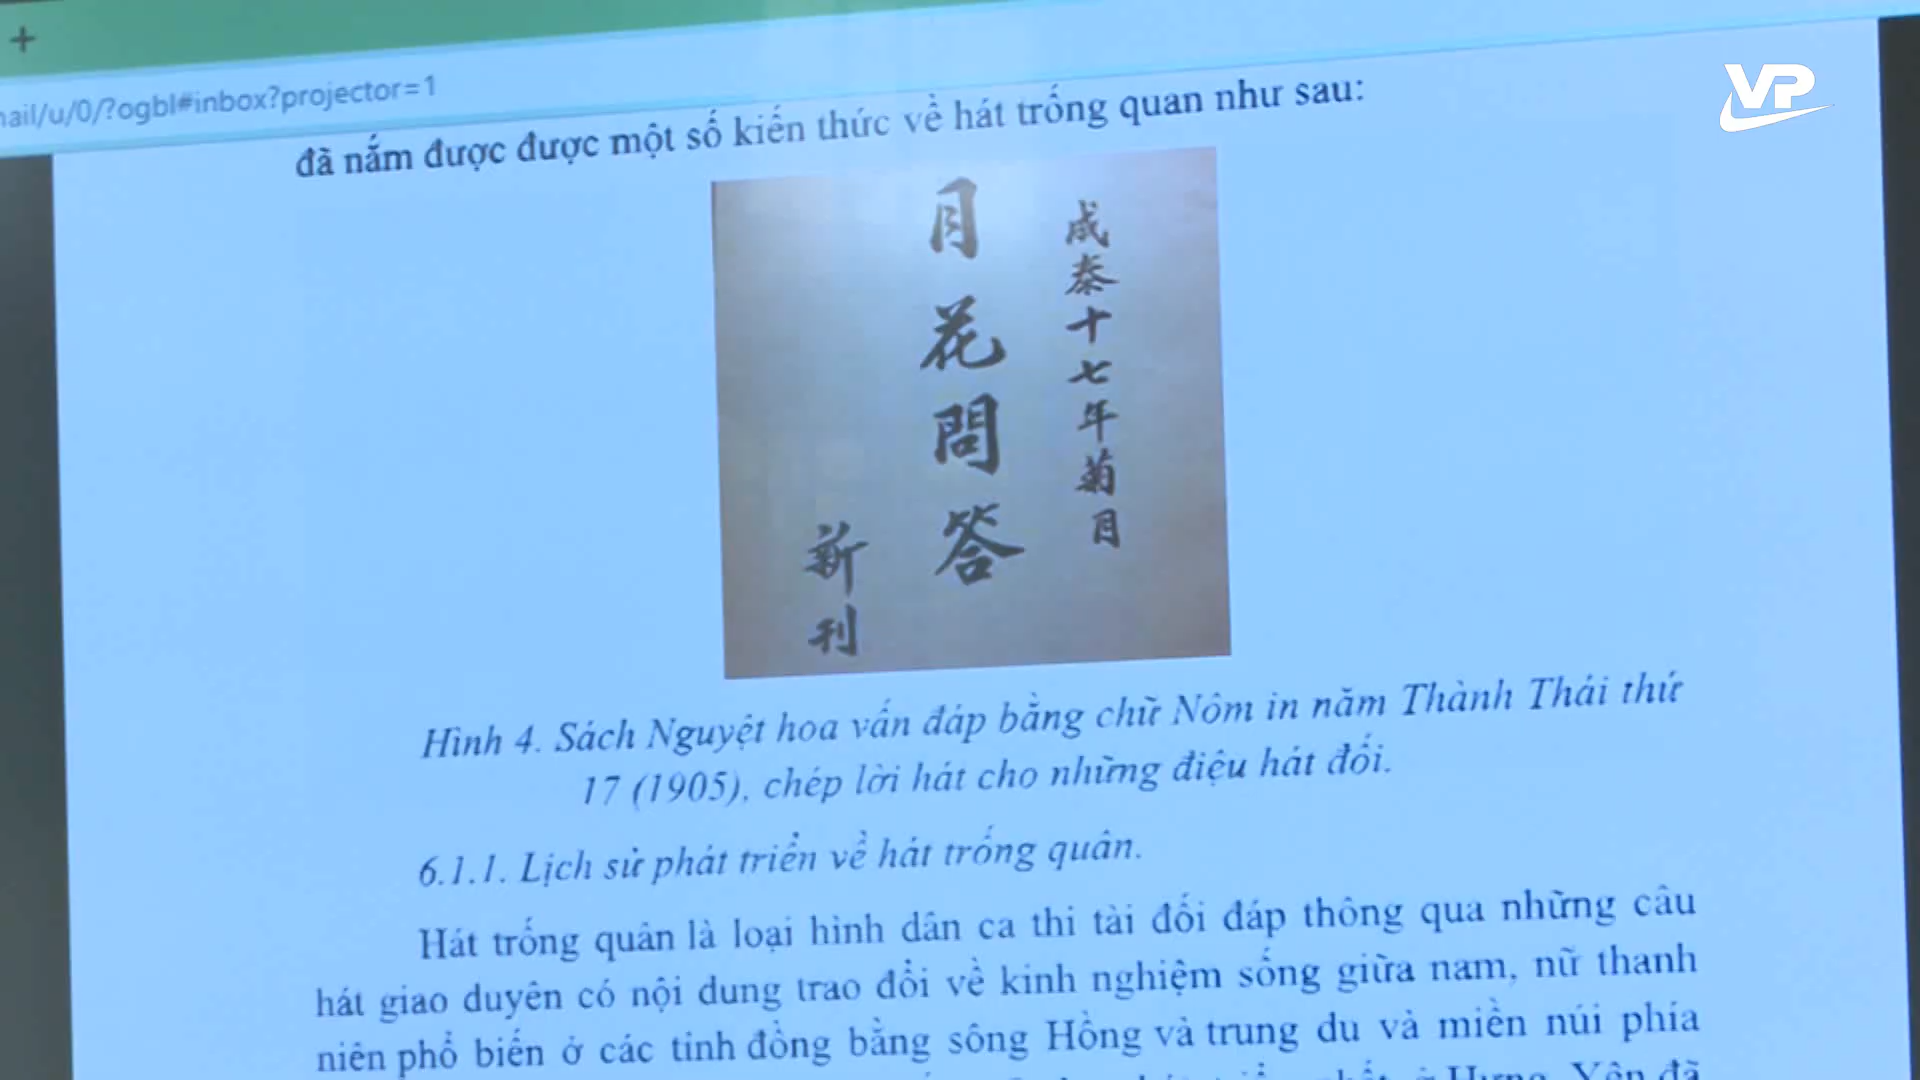 +
mail/u/0/?ogbl#inbox?projector=1
VP
đã nắm được được một số kiến thức về hát trống quan như sau:
成泰十七年菊月
月花問答
新刊
Hình 4. Sách Nguyệt hoa vấn đáp bằng chữ Nôm in năm Thành Thái thứ
17 (1905), chép lời hát cho những điệu hát đối.
6.1.1. Lịch sử phát triển về hát trống quân.
Hát trống quân là loại hình dân ca thi tài đối đáp thông qua những câu
hát giao duyên có nội dung trao đổi về kinh nghiệm sống giữa nam, nữ thanh
niên phổ biến ở các tỉnh đồng bằng sông Hồng và trung du và miền núi phía
Hưng Yên đã